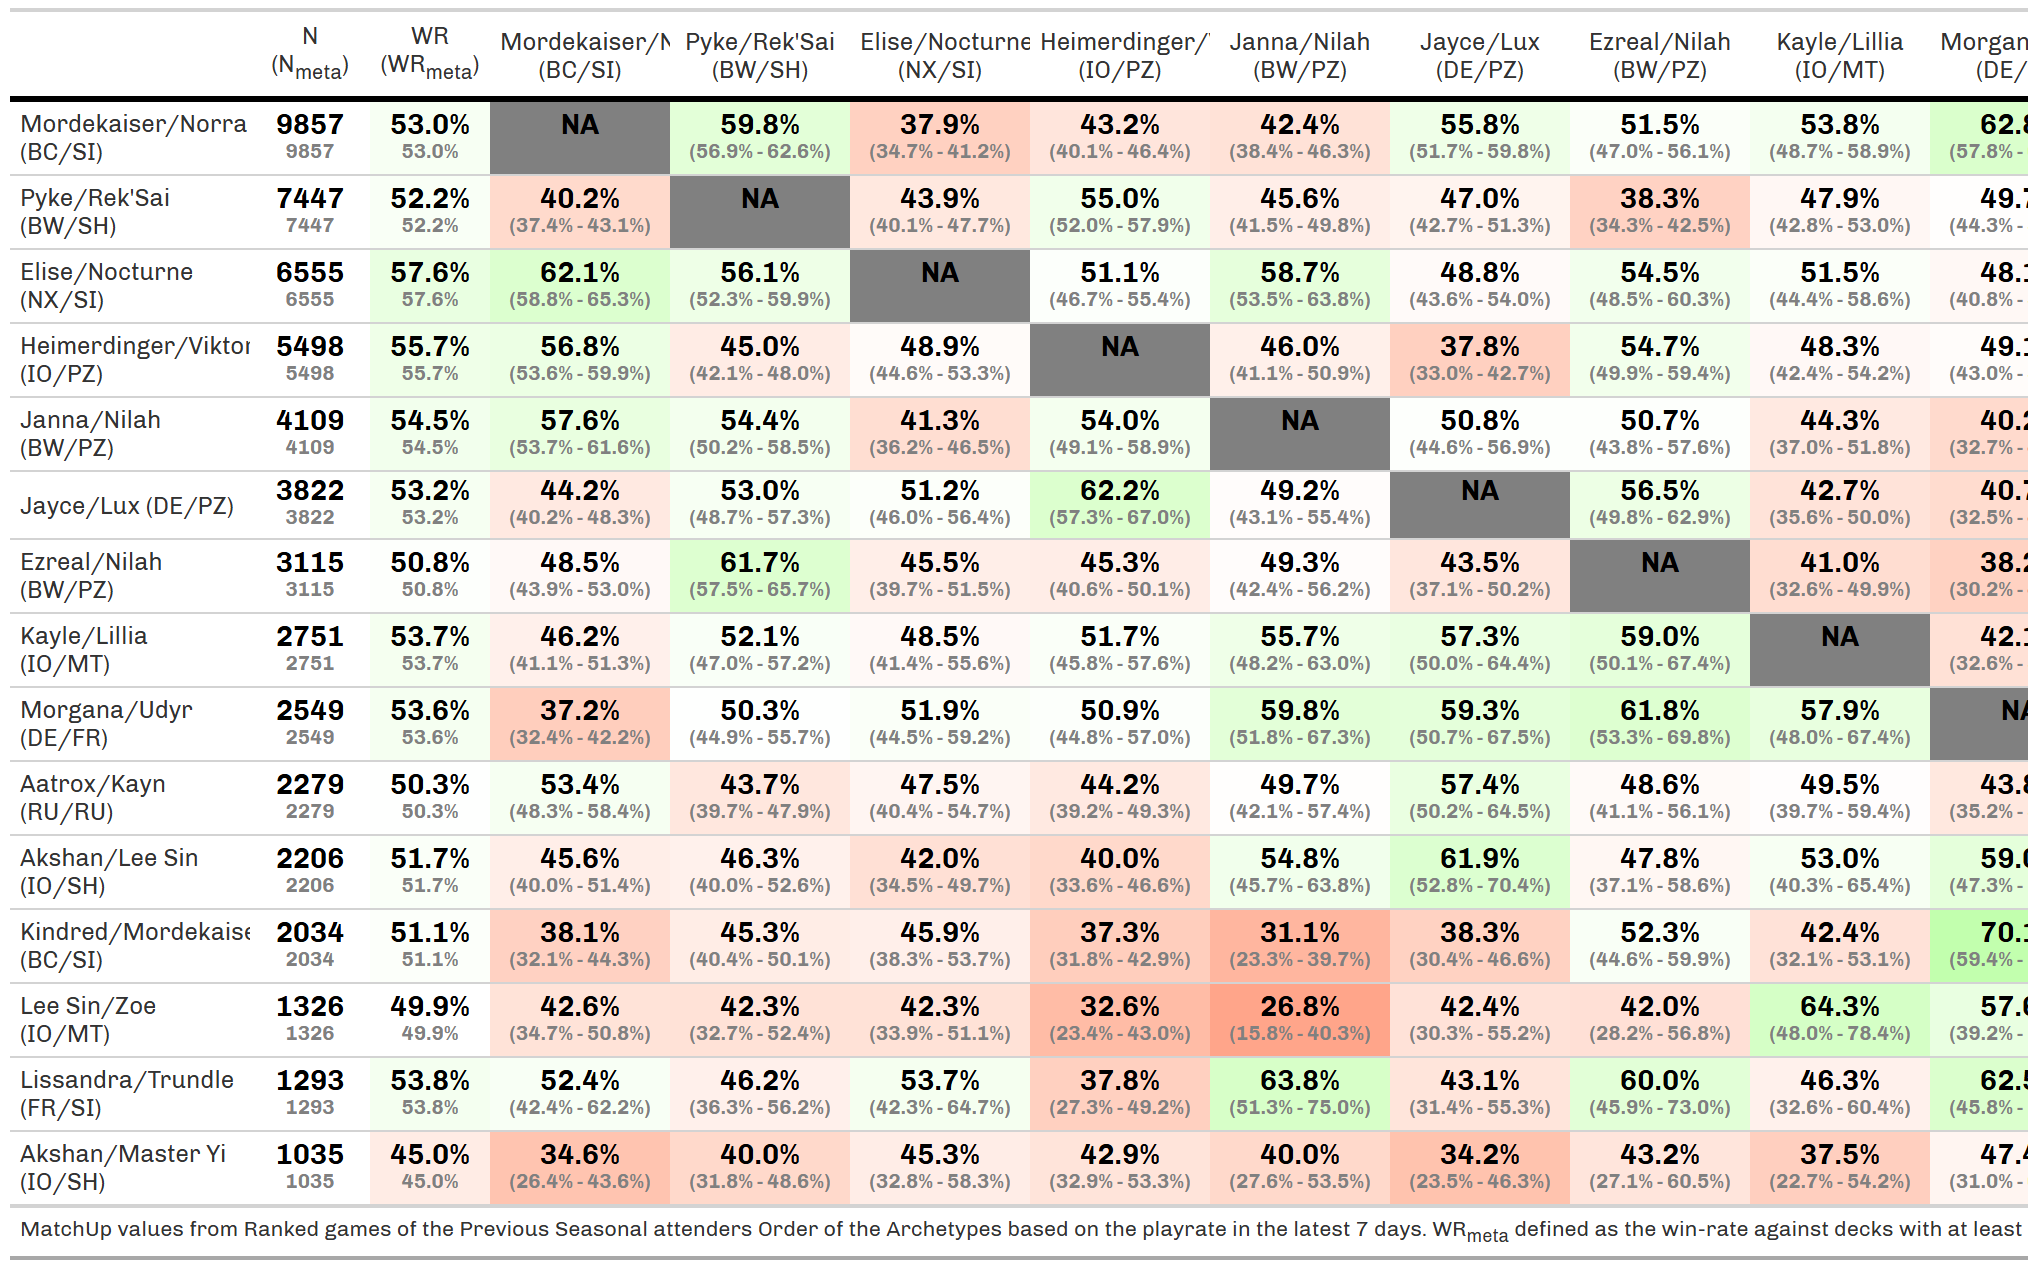 N WR Mordekaiser/N Pyke/Rek'Sai Elise/Nocturne Heimerdinger/ Janna/Nilah Jayce/Lux Ezreal/Nilah Kayle/Lillia Morgan
(Nmeta) (WRmeta) (BC/SI) (BW/SH) (NX/SI) (IO/PZ) (BW/PZ) (DE/PZ) (BW/PZ) (IO/MT) (DE/
Mordekaiser/Norra 9857 53.0% NA 59.8% 37.9% 43.2% 42.4% 55.8% 51.5% 53.8% 62.8
(BC/SI) 9857 53.0% (56.9% - 62.6%) (34.7% - 41.2%) (40.1% - 46.4%) (38.4% - 46.3%) (51.7% - 59.8%) (47.0% - 56.1%) (48.7% - 58.9%) (57.8% -
Pyke/Rek'Sai 7447 52.2% 40.2% NA 43.9% 55.0% 45.6% 47.0% 38.3% 47.9% 49.7
(BW/SH) 7447 52.2% (37.4% - 43.1%) (40.1% - 47.7%) (52.0% - 57.9%) (41.5% - 49.8%) (42.7% - 51.3%) (34.3% - 42.5%) (42.8% - 53.0%) (44.3% -
Elise/Nocturne 6555 57.6% 62.1% 56.1% NA 51.1% 58.7% 48.8% 54.5% 51.5% 48.1
(NX/SI) 6555 57.6% (58.8% - 65.3%) (52.3% - 59.9%) (46.7% - 55.4%) (53.5% - 63.8%) (43.6% - 54.0%) (48.5% - 60.3%) (44.4% - 58.6%) (40.8% -
Heimerdinger/Viktor 5498 55.7% 56.8% 45.0% 48.9% NA 46.0% 37.8% 54.7% 48.3% 49.1
(IO/PZ) 5498 55.7% (53.6% - 59.9%) (42.1% - 48.0%) (44.6% - 53.3%) (41.1% - 50.9%) (33.0% - 42.7%) (49.9% - 59.4%) (42.4% - 54.2%) (43.0% -
Janna/Nilah 4109 54.5% 57.6% 54.4% 41.3% 54.0% NA 50.8% 50.7% 44.3% 40.2
(BW/PZ) 4109 54.5% (53.7% - 61.6%) (50.2% - 58.5%) (36.2% - 46.5%) (49.1% - 58.9%) (44.6% - 56.9%) (43.8% - 57.6%) (37.0% - 51.8%) (32.7% -
Jayce/Lux (DE/PZ) 3822 53.2% 44.2% 53.0% 51.2% 62.2% 49.2% NA 56.5% 42.7% 40.7
3822 53.2% (40.2% - 48.3%) (48.7% - 57.3%) (46.0% - 56.4%) (57.3% - 67.0%) (43.1% - 55.4%) (49.8% - 62.9%) (35.6% - 50.0%) (32.5% -
Ezreal/Nilah 3115 50.8% 48.5% 61.7% 45.5% 45.3% 49.3% 43.5% NA 41.0% 38.2
(BW/PZ) 3115 50.8% (43.9% - 53.0%) (57.5% - 65.7%) (39.7% - 51.5%) (40.6% - 50.1%) (42.4% - 56.2%) (37.1% - 50.2%) (32.6% - 49.9%) (30.2% -
Kayle/Lillia 2751 53.7% 46.2% 52.1% 48.5% 51.7% 55.7% 57.3% 59.0% NA 42.1
(IO/MT) 2751 53.7% (41.1% - 51.3%) (47.0% - 57.2%) (41.4% - 55.6%) (45.8% - 57.6%) (48.2% - 63.0%) (50.0% - 64.4%) (50.1% - 67.4%) (32.6% -
Morgana/Udyr 2549 53.6% 37.2% 50.3% 51.9% 50.9% 59.8% 59.3% 61.8% 57.9% NA
(DE/FR) 2549 53.6% (32.4% - 42.2%) (44.9% - 55.7%) (44.5% - 59.2%) (44.8% - 57.0%) (51.8% - 67.3%) (50.7% - 67.5%) (53.3% - 69.8%) (48.0% - 67.4%)
Aatrox/Kayn 2279 50.3% 53.4% 43.7% 47.5% 44.2% 49.7% 57.4% 48.6% 49.5% 43.8
(RU/RU) 2279 50.3% (48.3% - 58.4%) (39.7% - 47.9%) (40.4% - 54.7%) (39.2% - 49.3%) (42.1% - 57.4%) (50.2% - 64.5%) (41.1% - 56.1%) (39.7% - 59.4%) (35.2% -
Akshan/Lee Sin 2206 51.7% 45.6% 46.3% 42.0% 40.0% 54.8% 61.9% 47.8% 53.0% 59.0
(IO/SH) 2206 51.7% (40.0% - 51.4%) (40.0% - 52.6%) (34.5% - 49.7%) (33.6% - 46.6%) (45.7% - 63.8%) (52.8% - 70.4%) (37.1% - 58.6%) (40.3% - 65.4%) (47.3% -
Kindred/Mordekaise 2034 51.1% 38.1% 45.3% 45.9% 37.3% 31.1% 38.3% 52.3% 42.4% 70.1
(BC/SI) 2034 51.1% (32.1% - 44.3%) (40.4% - 50.1%) (38.3% - 53.7%) (31.8% - 42.9%) (23.3% - 39.7%) (30.4% - 46.6%) (44.6% - 59.9%) (32.1% - 53.1%) (59.4% -
Lee Sin/Zoe 1326 49.9% 42.6% 42.3% 42.3% 32.6% 26.8% 42.4% 42.0% 64.3% 57.6
(IO/MT) 1326 49.9% (34.7% - 50.8%) (32.7% - 52.4%) (33.9% - 51.1%) (23.4% - 43.0%) (15.8% - 40.3%) (30.3% - 55.2%) (28.2% - 56.8%) (48.0% - 78.4%) (39.2% -
Lissandra/Trundle 1293 53.8% 52.4% 46.2% 53.7% 37.8% 63.8% 43.1% 60.0% 46.3% 62.5
(FR/SI) 1293 53.8% (42.4% - 62.2%) (36.3% - 56.2%) (42.3% - 64.7%) (27.3% - 49.2%) (51.3% - 75.0%) (31.4% - 55.3%) (45.9% - 73.0%) (32.6% - 60.4%) (45.8% -
Akshan/Master Yi 1035 45.0% 34.6% 40.0% 45.3% 42.9% 40.0% 34.2% 43.2% 37.5% 47.4
(IO/SH) 1035 45.0% (26.4% - 43.6%) (31.8% - 48.6%) (32.8% - 58.3%) (32.9% - 53.3%) (27.6% - 53.5%) (23.5% - 46.3%) (27.1% - 60.5%) (22.7% - 54.2%) (31.0% -
MatchUp values from Ranked games of the Previous Seasonal attenders Order of the Archetypes based on the playrate in the latest 7 days. WRmeta defined as the win-rate against decks with at least